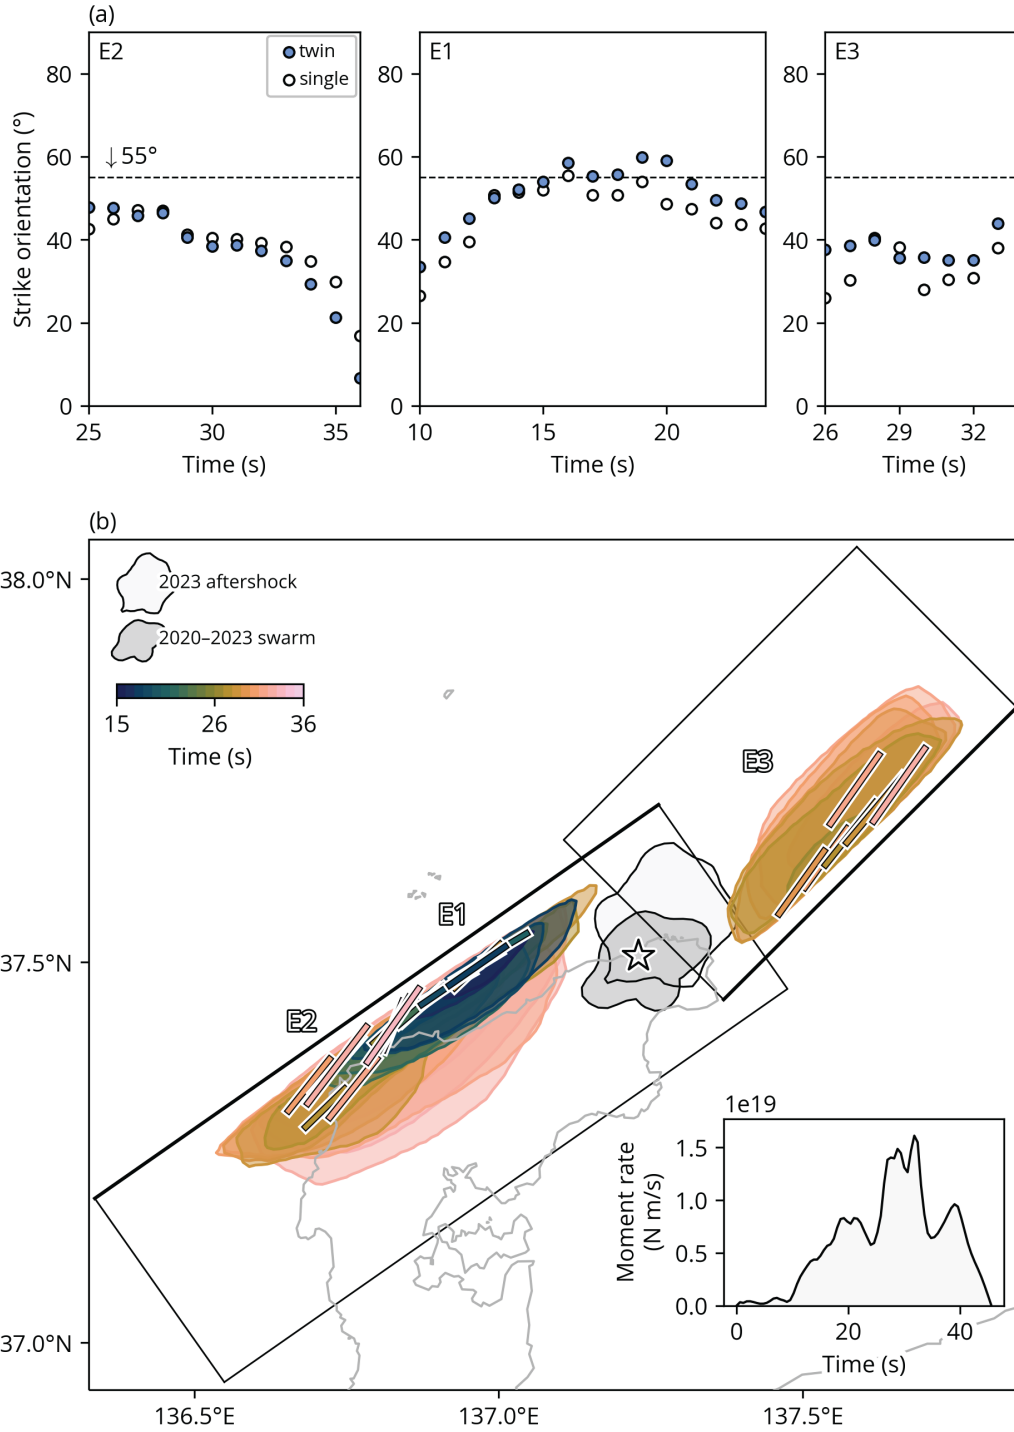 (a)
E2
twin
single
↓55°
Strike orientation (°)
80
60
40
20
0
25
30
35
Time (s)
E1
80
60
40
20
0
10
15
20
Time (s)
E3
80
60
40
20
0
26
29
32
Time (s)
(b)
38.0°N
37.5°N
37.0°N
2023 aftershock
2020–2023 swarm
15
26
36
Time (s)
E3
E1
E2
1e19
Moment rate
(N m/s)
1.5
1.0
0.5
0.0
0
20
40
Time (s)
136.5°E
137.0°E
137.5°E